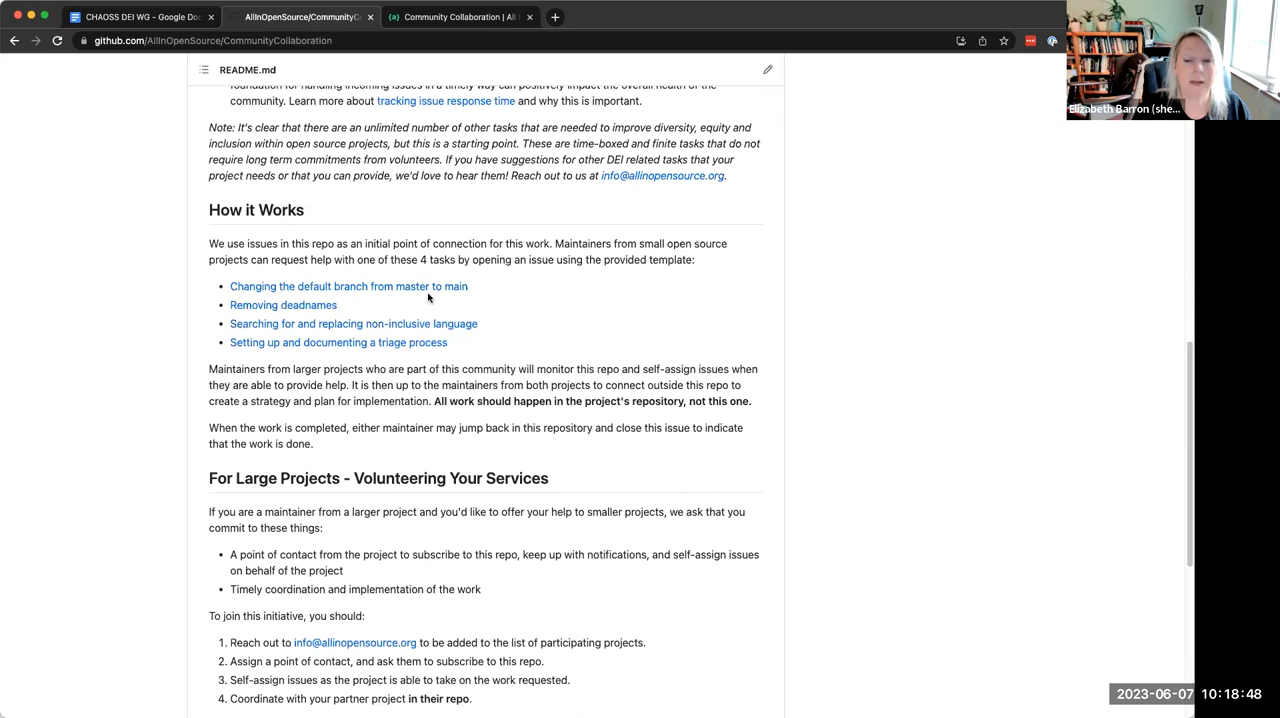 CHAOSS DEI WG - Google Doc
AllInOpenSource/CommunityCo
Community Collaboration | All I
github.com/AllInOpenSource/CommunityCollaboration
README.md
foundation for handling incoming issues in a timely way can positively impact the overall health of the
community. Learn more about tracking issue response time and why this is important.
Note: It's clear that there are an unlimited number of other tasks that are needed to improve diversity, equity and
inclusion within open source projects, but this is a starting point. These are time-boxed and finite tasks that do not
require long term commitments from volunteers. If you have suggestions for other DEI related tasks that your
project needs or that you can provide, we'd love to hear them! Reach out to us at info@allinopensource.org.
How it Works
We use issues in this repo as an initial point of connection for this work. Maintainers from small open source
projects can request help with one of these 4 tasks by opening an issue using the provided template:
• Changing the default branch from master to main
• Removing deadnames
• Searching for and replacing non-inclusive language
• Setting up and documenting a triage process
Maintainers from larger projects who are part of this community will monitor this repo and self-assign issues when
they are able to provide help. It is then up to the maintainers from both projects to connect outside this repo to
create a strategy and plan for implementation. All work should happen in the project's repository, not this one.
When the work is completed, either maintainer may jump back in this repository and close this issue to indicate
that the work is done.
For Large Projects - Volunteering Your Services
If you are a maintainer from a larger project and you'd like to offer your help to smaller projects, we ask that you
commit to these things:
• A point of contact from the project to subscribe to this repo, keep up with notifications, and self-assign issues
on behalf of the project
• Timely coordination and implementation of the work
To join this initiative, you should:
1. Reach out to info@allinopensource.org to be added to the list of participating projects.
2. Assign a point of contact, and ask them to subscribe to this repo.
3. Self-assign issues as the project is able to take on the work requested.
4. Coordinate with your partner project in their repo.
Elizabeth Barron (she...
2023-06-07 10:18:48